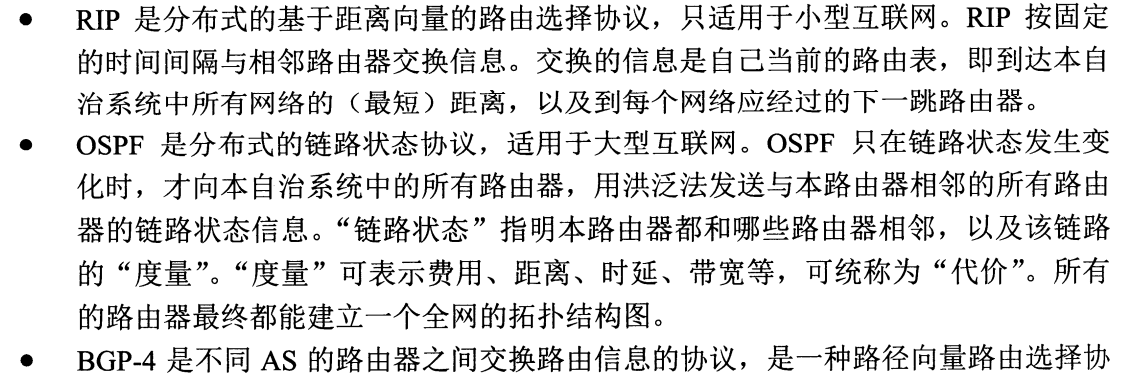 ● RIP 是分布式的基于距离向量的路由选择协议，只适用于小型互联网。RIP 按固定
的时间间隔与相邻路由器交换信息。交换的信息是自己当前的路由表，即到达本自
治系统中所有网络的（最短）距离，以及到每个网络应经过的下一跳路由器。
● OSPF 是分布式的链路状态协议，适用于大型互联网。OSPF 只在链路状态发生变
化时，才向本自治系统中的所有路由器，用洪泛法发送与本路由器相邻的所有路由
器的链路状态信息。“链路状态”指明本路由器都和哪些路由器相邻，以及该链路
的“度量”。“度量”可表示费用、距离、时延、带宽等，可统称为“代价”。所有
的路由器最终都能建立一个全网的拓扑结构图。
● BGP-4 是不同 AS 的路由器之间交换路由信息的协议，是一种路径向量路由选择协